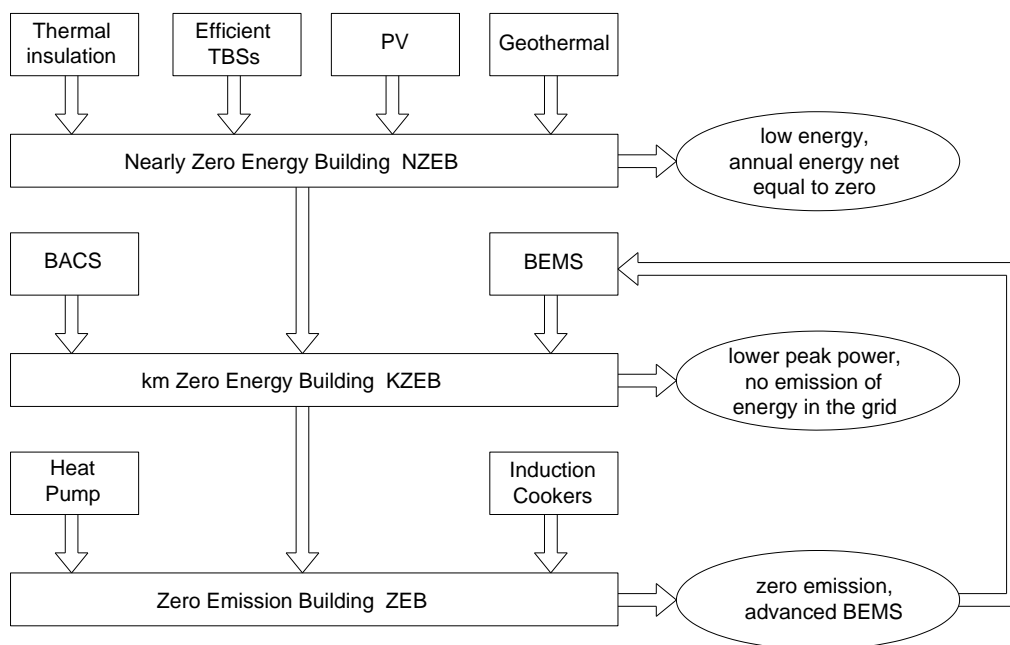 Thermal
insulation
Efficient
TBSs
PV
Geothermal
Nearly Zero Energy Building NZEB
low energy,
annual energy net
equal to zero
BACS
BEMS
km Zero Energy Building KZEB
lower peak power,
no emission of
energy in the grid
Heat
Pump
Induction
Cookers
Zero Emission Building ZEB
zero emission,
advanced BEMS